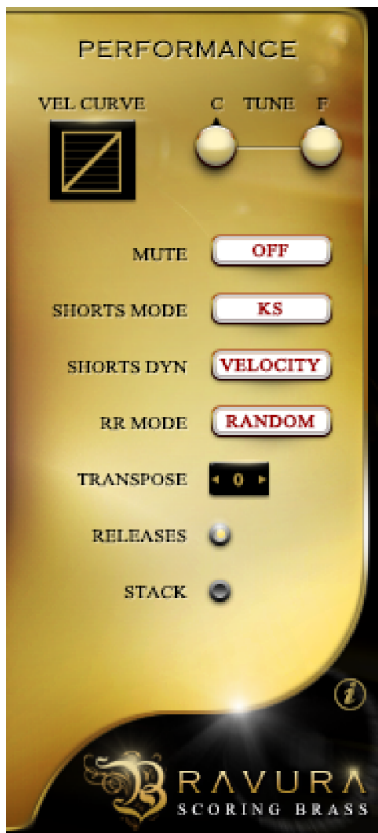 PERFORMANCE
VEL CURVE C TUNE F
MUTE OFF
SHORTS MODE KS
SHORTS DYN VELOCITY
RR MODE RANDOM
TRANSPOSE 0
RELEASES
STACK
i
BRAVURA
SCORING BRASS